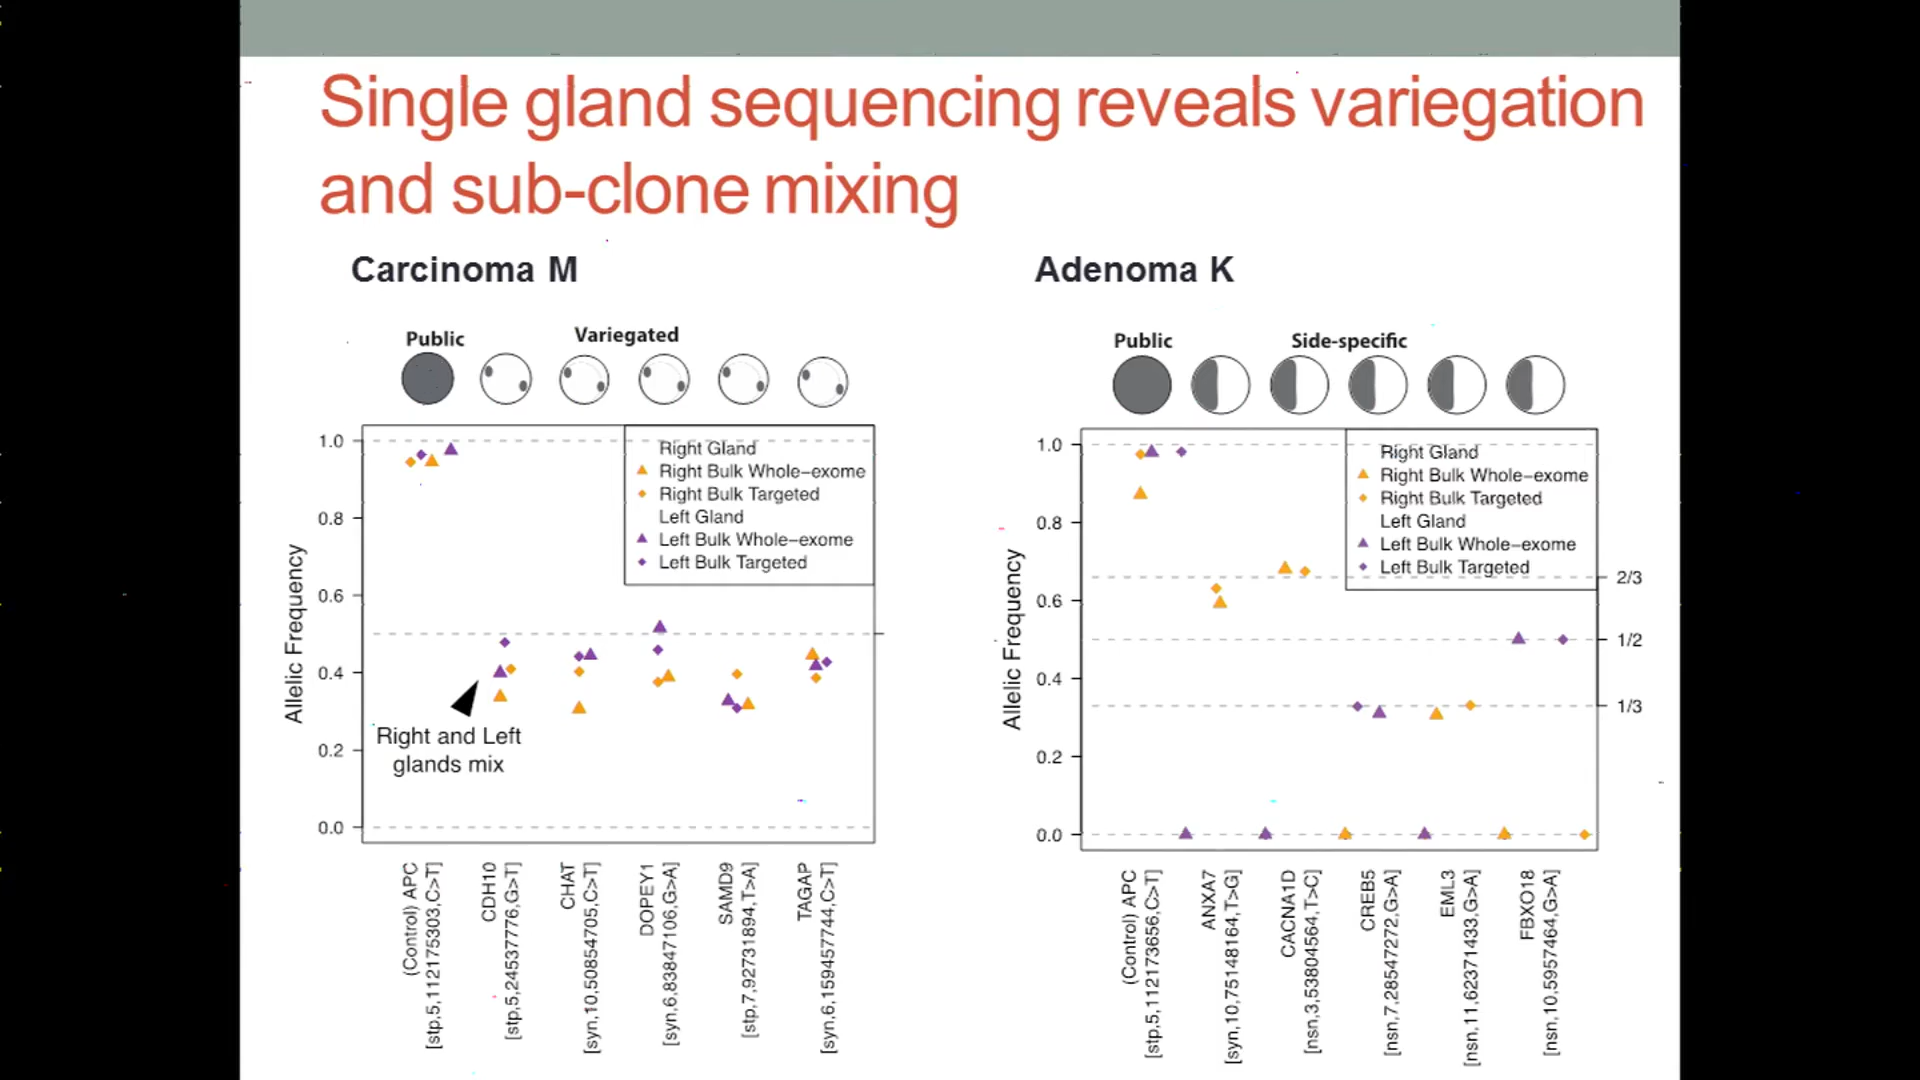 Single gland sequencing reveals variegation
and sub-clone mixing
Carcinoma M
Public
Variegated
1.0
0.8
0.6
0.4
0.2
0.0
Allelic Frequency
Right Gland
Right Bulk Whole−exome
Right Bulk Targeted
Left Gland
Left Bulk Whole−exome
Left Bulk Targeted
Right and Left
glands mix
(Control) APC
[stp,5,112175303,C>T]
CDH10
[stp,5,24537776,G>T]
CHAT
[syn,10,50854705,C>T]
DOPEY1
[syn,6,83847106,G>A]
SAMD9
[stp,7,92731894,T>A]
TAGAP
[syn,6,159457744,C>T]
Adenoma K
Public
Side-specific
1.0
0.8
0.6
0.4
0.2
0.0
Allelic Frequency
Right Gland
Right Bulk Whole−exome
Right Bulk Targeted
Left Gland
Left Bulk Whole−exome
Left Bulk Targeted
2/3
1/2
1/3
(Control) APC
[stp,5,112173656,C>T]
ANXA7
[syn,10,75148164,T>G]
CACNA1D
[nsn,3,53804564,T>C]
CREB5
[nsn,7,28547272,G>A]
EML3
[nsn,11,62371433,G>A]
FBXO18
[nsn,10,5957464,G>A]